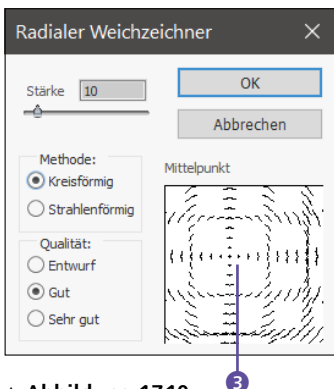 Radialer Weichzeichner
Stärke 10
OK
Abbrechen
Methode:
Kreisförmig
Strahlenförmig
Mittelpunkt
Qualität:
Entwurf
Gut
Sehr gut
3